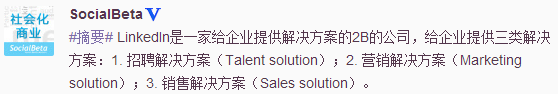 社会化
商业
SocialBeta
SocialBeta V
#摘要# LinkedIn是一家给企业提供解决方案的2B的公司，给企业提供三类解决
方案：1. 招聘解决方案（Talent solution）；2. 营销解决方案（Marketing
solution）；3. 销售解决方案（Sales solution）。